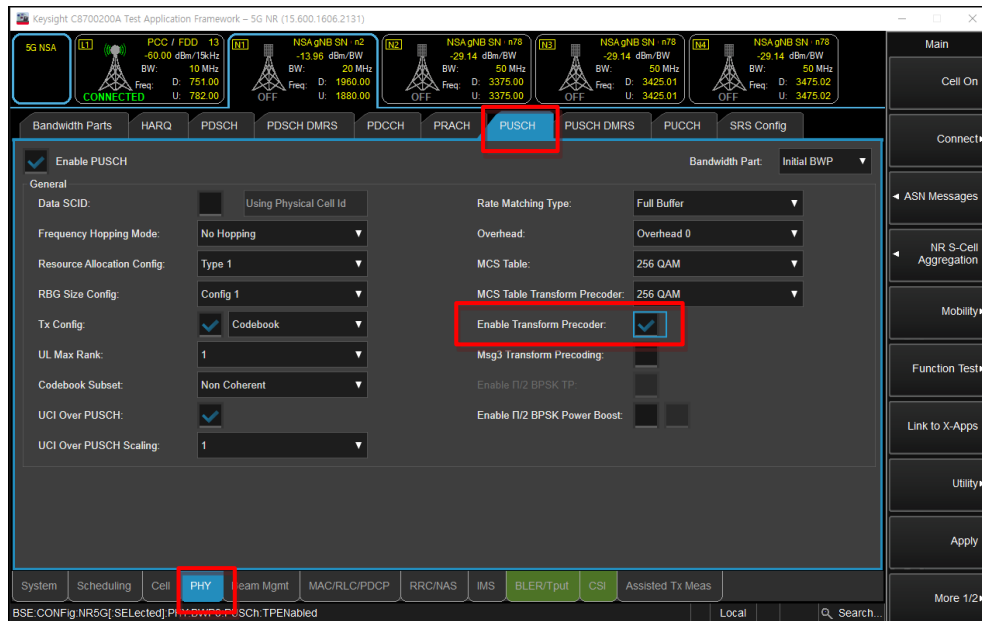 Keysight C8700200A Test Application Framework – 5G NR (15.600.1606.2131)
5G NSA
L1 PCC / FDD 13
-60.00 dBm/15kHz
BW: 10 MHz
Freq: D: 751.00
CONNECTED U: 782.00
N1 NSA gNB SN · n2
-13.96 dBm/BW
BW: 20 MHz
Freq: D: 1960.00
OFF U: 1880.00
N2 NSA gNB SN · n78
-29.14 dBm/BW
BW: 50 MHz
Freq: D: 3375.00
OFF U: 3375.00
N3 NSA gNB SN · n78
-29.14 dBm/BW
BW: 50 MHz
Freq: D: 3425.01
OFF U: 3425.01
N4 NSA gNB SN · n78
-29.14 dBm/BW
BW: 50 MHz
Freq: D: 3475.02
OFF U: 3475.02
Bandwidth Parts HARQ PDSCH PDSCH DMRS PDCCH PRACH PUSCH PUSCH DMRS PUCCH SRS Config
Enable PUSCH Bandwidth Part: Initial BWP
General
Data SCID: Using Physical Cell Id Rate Matching Type: Full Buffer
Frequency Hopping Mode: No Hopping Overhead: Overhead 0
Resource Allocation Config: Type 1 MCS Table: 256 QAM
RBG Size Config: Config 1 MCS Table Transform Precoder: 256 QAM
Tx Config: Codebook Enable Transform Precoder:
UL Max Rank: 1 Msg3 Transform Precoding:
Codebook Subset: Non Coherent Enable Π/2 BPSK TP
UCI Over PUSCH: Enable Π/2 BPSK Power Boost:
UCI Over PUSCH Scaling: 1
System Scheduling Cell PHY Beam Mgmt MAC/RLC/PDCP RRC/NAS IMS BLER/Tput CSI Assisted Tx Meas
BSE:CONFig:NR5G[:SELected]:PHY:BWP0:PUSCh:TPENabled Local Search...
Main
Cell On
Connect
ASN Messages
NR S-Cell
Aggregation
Mobility
Function Test
Link to X-Apps
Utility
Apply
More 1/2